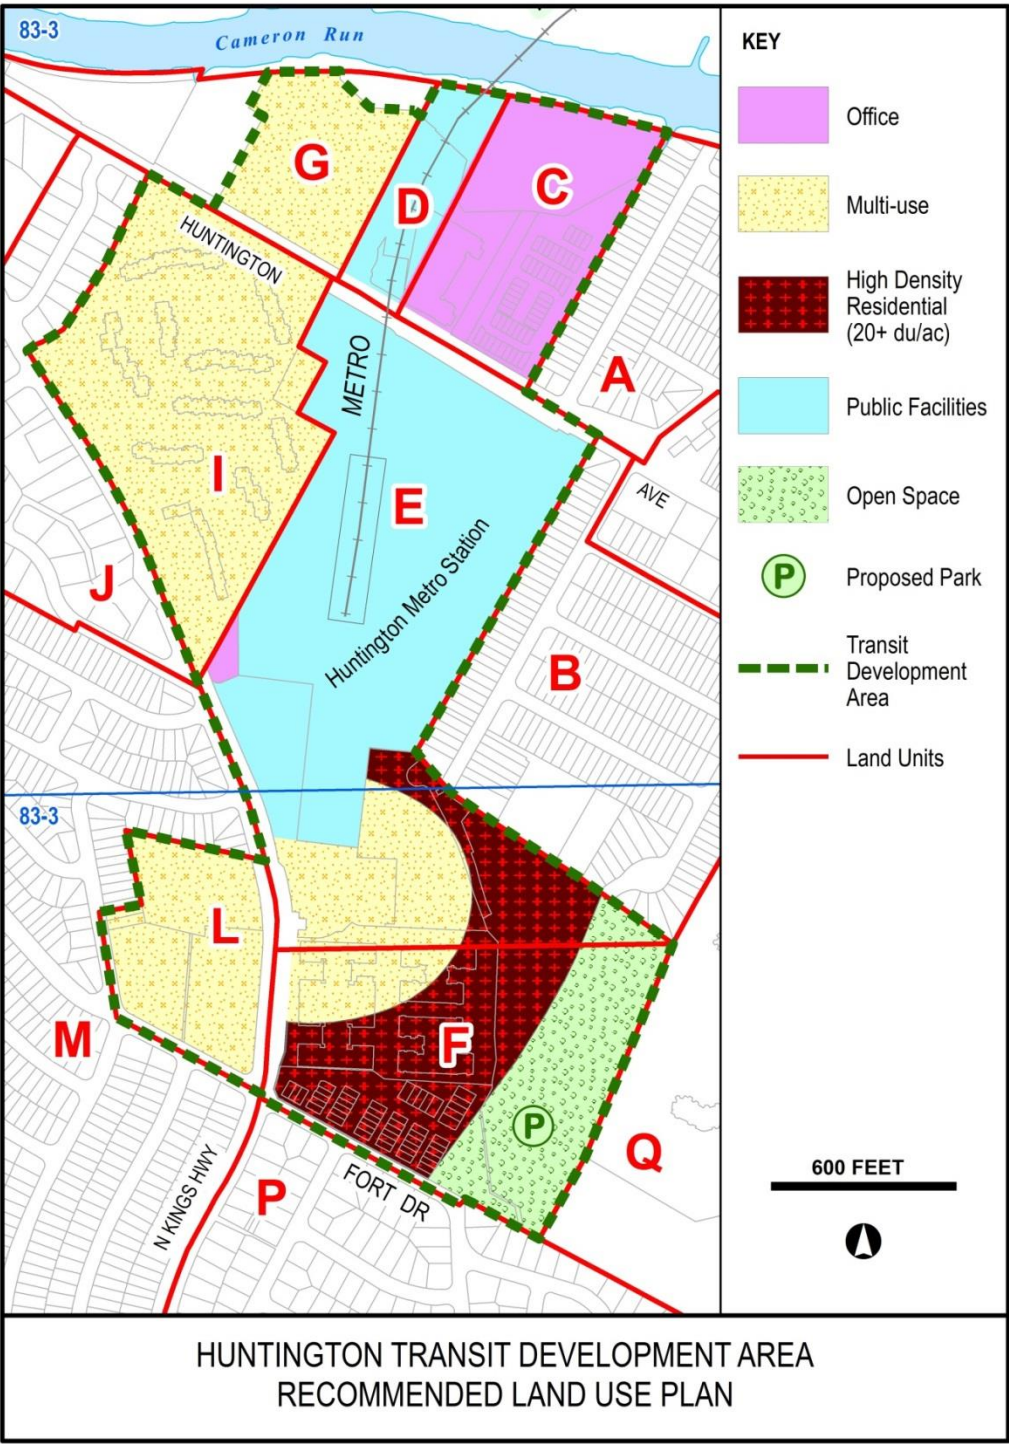 83-3
Cameron Run
G
D
C
HUNTINGTON
METRO
A
I
E
AVE
Huntington Metro Station
J
B
83-3
L
M
F
P
Q
N KINGS HWY
P
FORT DR
KEY
Office
Multi-use
High Density
Residential
(20+ du/ac)
Public Facilities
Open Space
P
Proposed Park
Transit
Development
Area
Land Units
600 FEET
HUNTINGTON TRANSIT DEVELOPMENT AREA
RECOMMENDED LAND USE PLAN